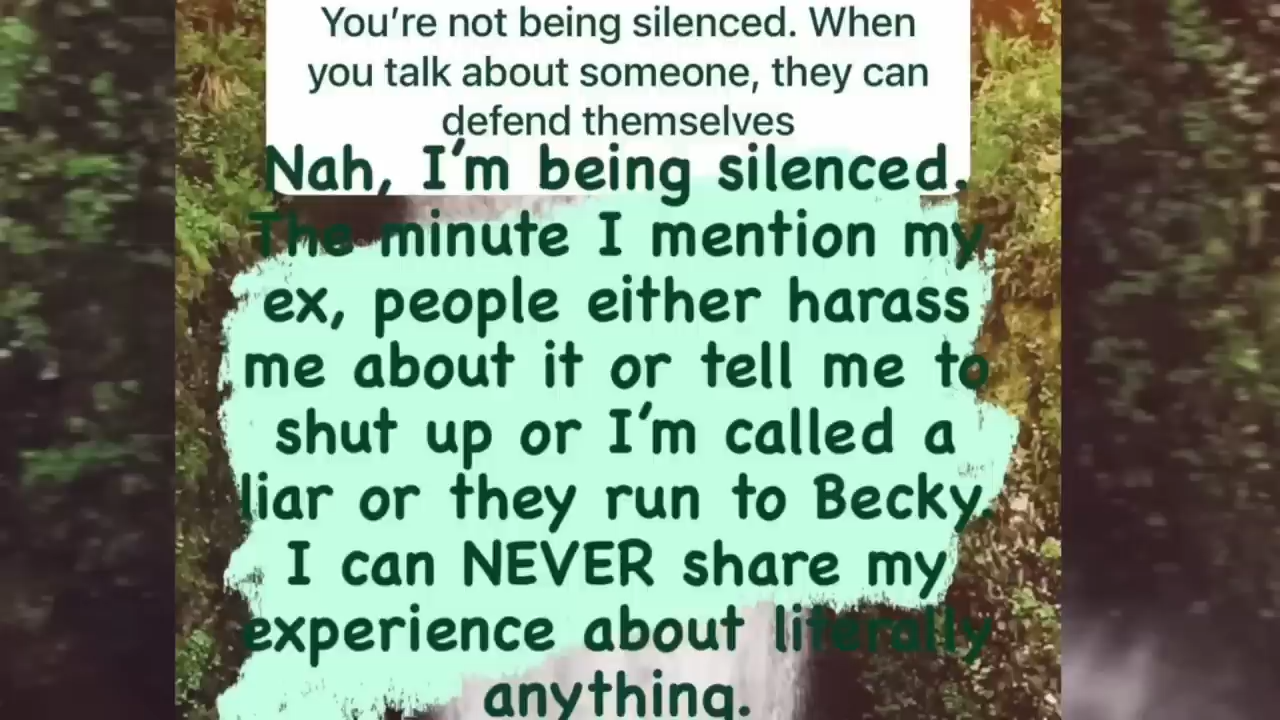 You’re not being silenced. When
you talk about someone, they can
defend themselves
Nah, I’m being silenced.
The minute I mention my
ex, people either harass
me about it or tell me to
shut up or I’m called a
liar or they run to Becky.
I can NEVER share my
experience about literally
anything.